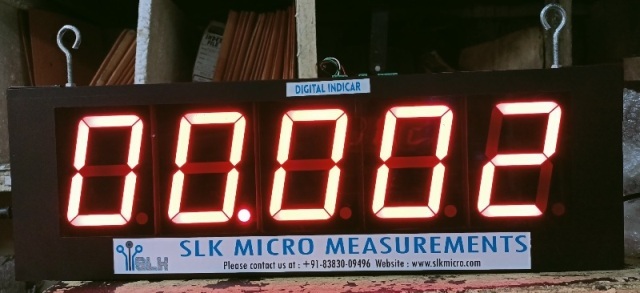 DIGITAL INDICAR
00.002
SLK SLK MICRO MEASUREMENTS
Please contact us at : +91-83830-09496 Website : www.slkmicro.com